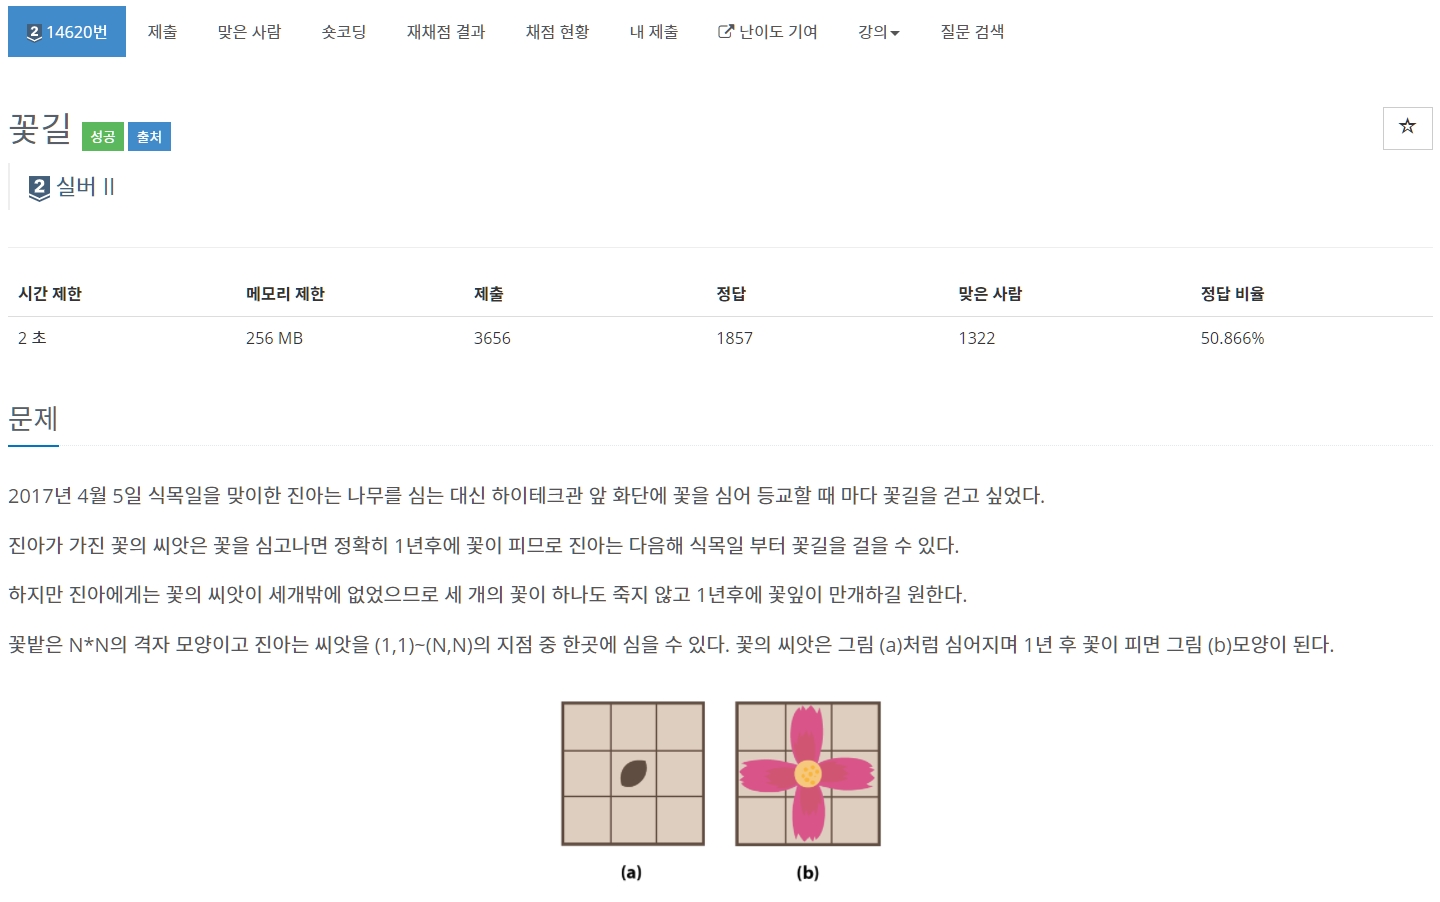 2 14620번 제출 맞은 사람 숏코딩 재채점 결과 채점 현황 내 제출 난이도 기여 강의 질문 검색
꽃길 성공 출처
2 실버 II
시간 제한 메모리 제한 제출 정답 맞은 사람 정답 비율
2 초 256 MB 3656 1857 1322 50.866%
문제
2017년 4월 5일 식목일을 맞이한 진아는 나무를 심는 대신 하이테크관 앞 화단에 꽃을 심어 등교할 때 마다 꽃길을 걷고 싶었다.
진아가 가진 꽃의 씨앗은 꽃을 심고나면 정확히 1년후에 꽃이 피므로 진아는 다음해 식목일 부터 꽃길을 걸을 수 있다.
하지만 진아에게는 꽃의 씨앗이 세개밖에 없었으므로 세 개의 꽃이 하나도 죽지 않고 1년후에 꽃잎이 만개하길 원한다.
꽃밭은 N*N의 격자 모양이고 진아는 씨앗을 (1,1)~(N,N)의 지점 중 한곳에 심을 수 있다. 꽃의 씨앗은 그림 (a)처럼 심어지며 1년 후 꽃이 피면 그림 (b)모양이 된다.
(a) (b)